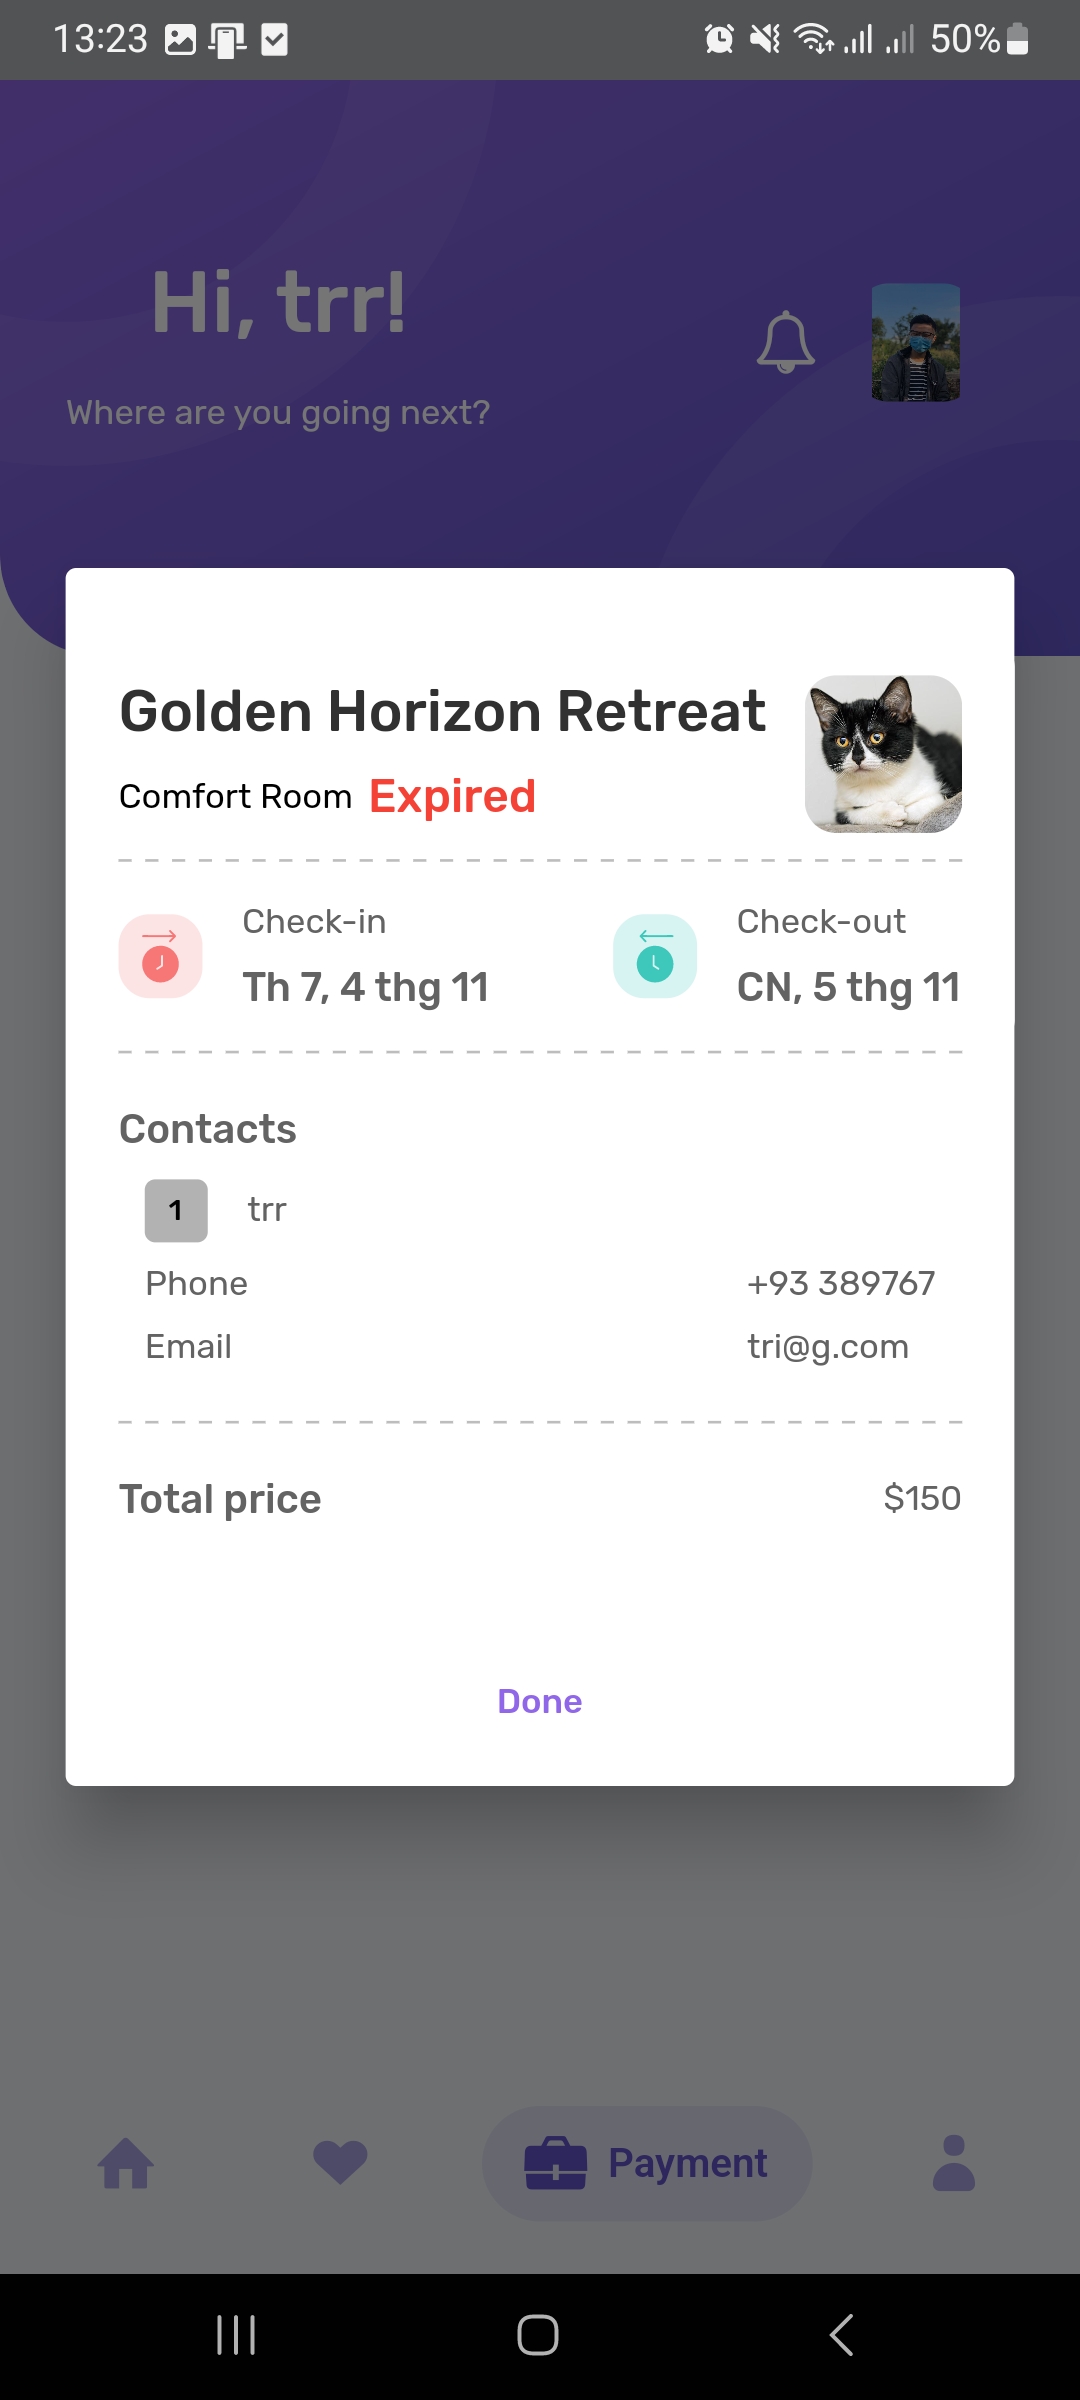 13:23 50%
Hi, trr!
Where are you going next?
Golden Horizon Retreat
Comfort Room Expired
Check-in Check-out
Th 7, 4 thg 11 CN, 5 thg 11
Contacts
1 trr
Phone +93 389767
Email tri@g.com
Total price $150
Done
Payment